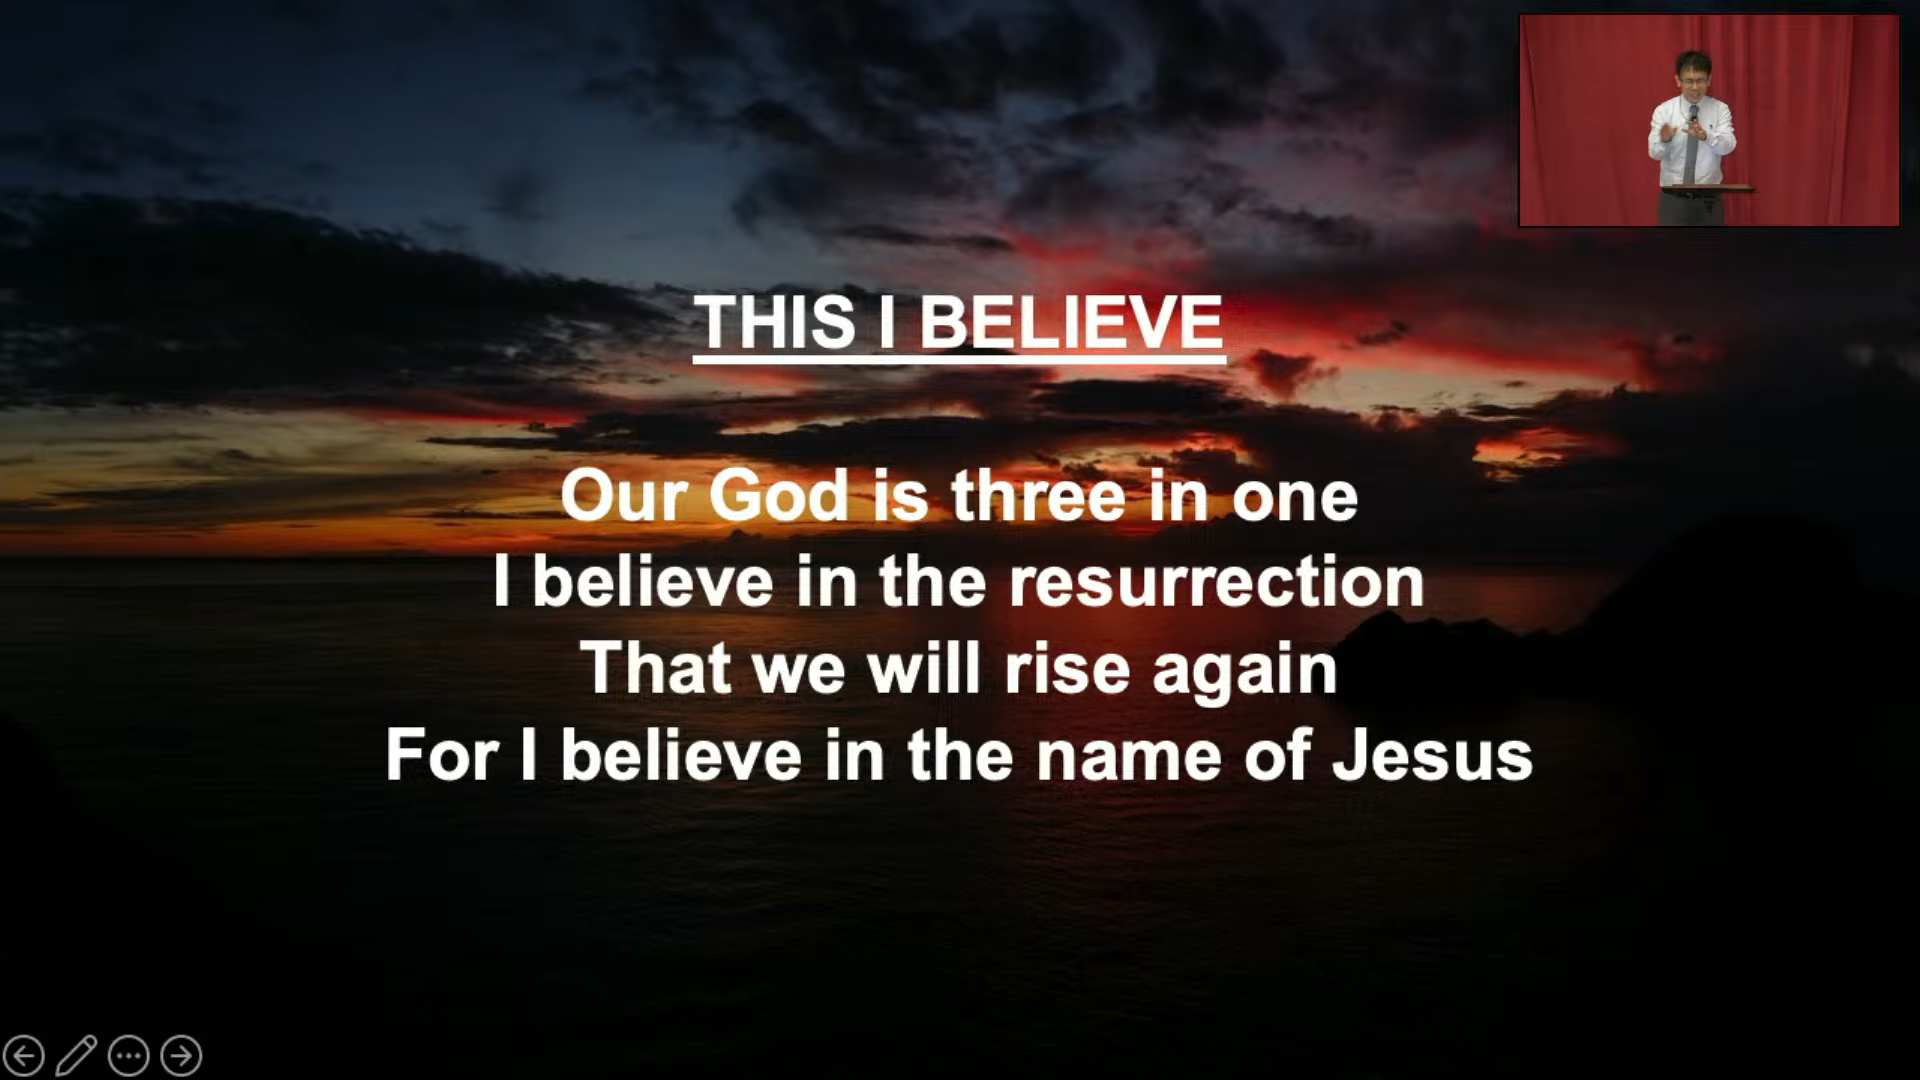 THIS I BELIEVE
Our God is three in one
I believe in the resurrection
That we will rise again
For I believe in the name of Jesus